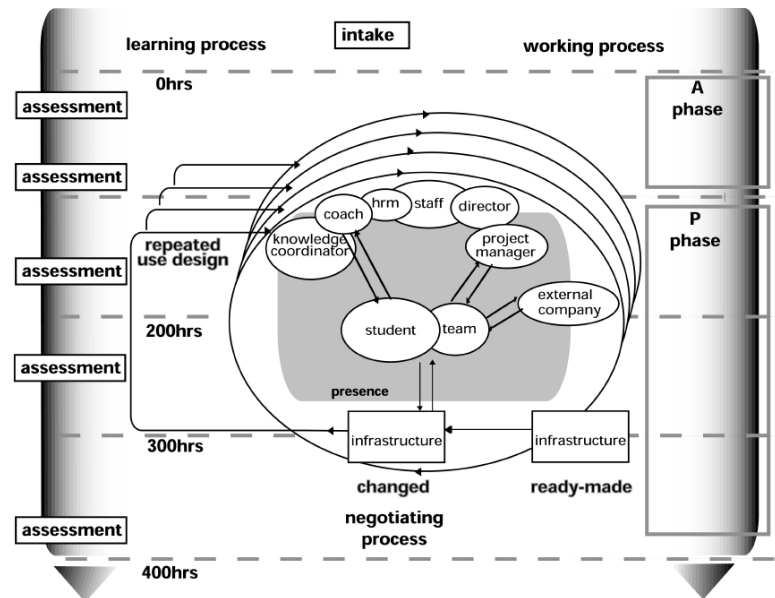 intake
learning process
working process
0hrs
A
phase
assessment
assessment
hrm
staff
director
coach
P
phase
knowledge
coordinator
project
manager
repeated
use design
assessment
external
company
200hrs
student
team
assessment
presence
infrastructure
infrastructure
300hrs
changed
ready-made
negotiating
process
assessment
400hrs